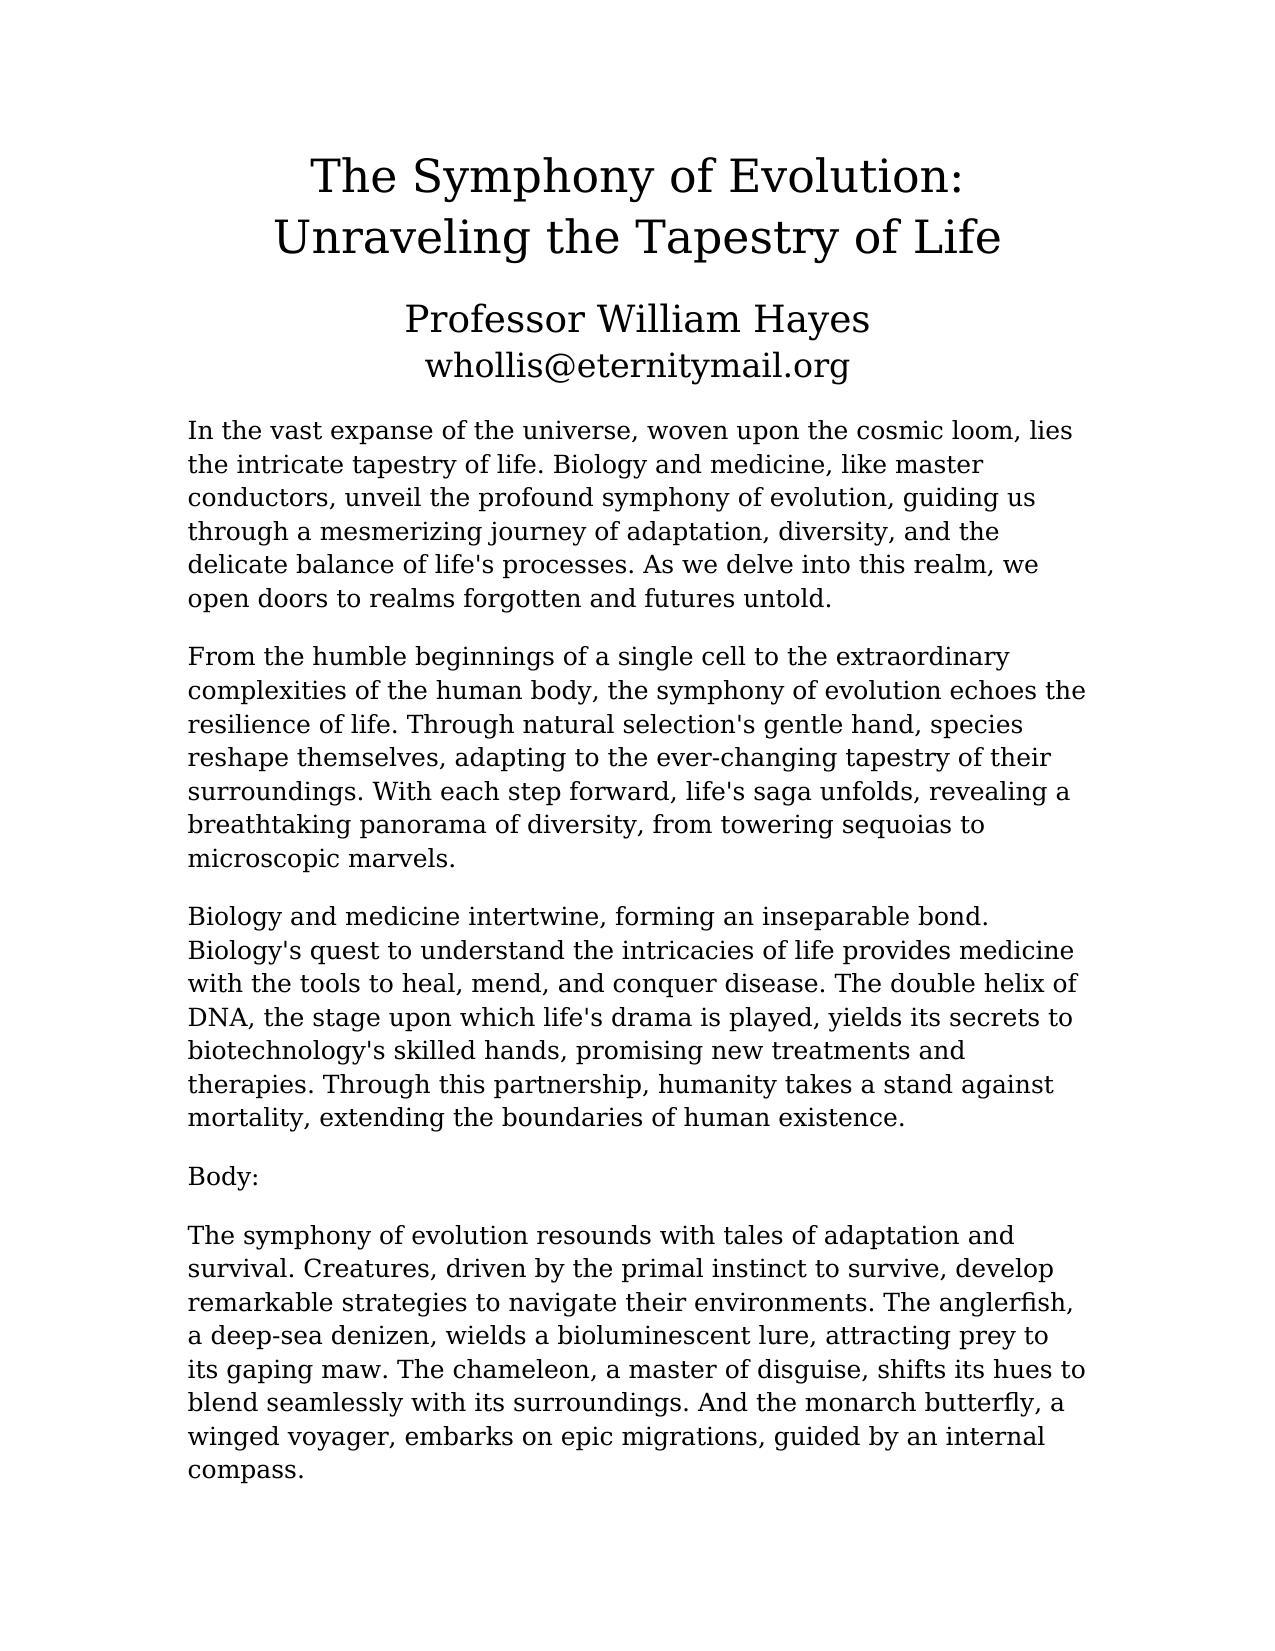 The Symphony of Evolution:
Unraveling the Tapestry of Life
Professor William Hayes
whollis@eternitymail.org
In the vast expanse of the universe, woven upon the cosmic loom, lies
the intricate tapestry of life. Biology and medicine, like master
conductors, unveil the profound symphony of evolution, guiding us
through a mesmerizing journey of adaptation, diversity, and the
delicate balance of life's processes. As we delve into this realm, we
open doors to realms forgotten and futures untold.
From the humble beginnings of a single cell to the extraordinary
complexities of the human body, the symphony of evolution echoes the
resilience of life. Through natural selection's gentle hand, species
reshape themselves, adapting to the ever-changing tapestry of their
surroundings. With each step forward, life's saga unfolds, revealing a
breathtaking panorama of diversity, from towering sequoias to
microscopic marvels.
Biology and medicine intertwine, forming an inseparable bond.
Biology's quest to understand the intricacies of life provides medicine
with the tools to heal, mend, and conquer disease. The double helix of
DNA, the stage upon which life's drama is played, yields its secrets to
biotechnology's skilled hands, promising new treatments and
therapies. Through this partnership, humanity takes a stand against
mortality, extending the boundaries of human existence.
Body:
The symphony of evolution resounds with tales of adaptation and
survival. Creatures, driven by the primal instinct to survive, develop
remarkable strategies to navigate their environments. The anglerfish,
a deep-sea denizen, wields a bioluminescent lure, attracting prey to
its gaping maw. The chameleon, a master of disguise, shifts its hues to
blend seamlessly with its surroundings. And the monarch butterfly, a
winged voyager, embarks on epic migrations, guided by an internal
compass.